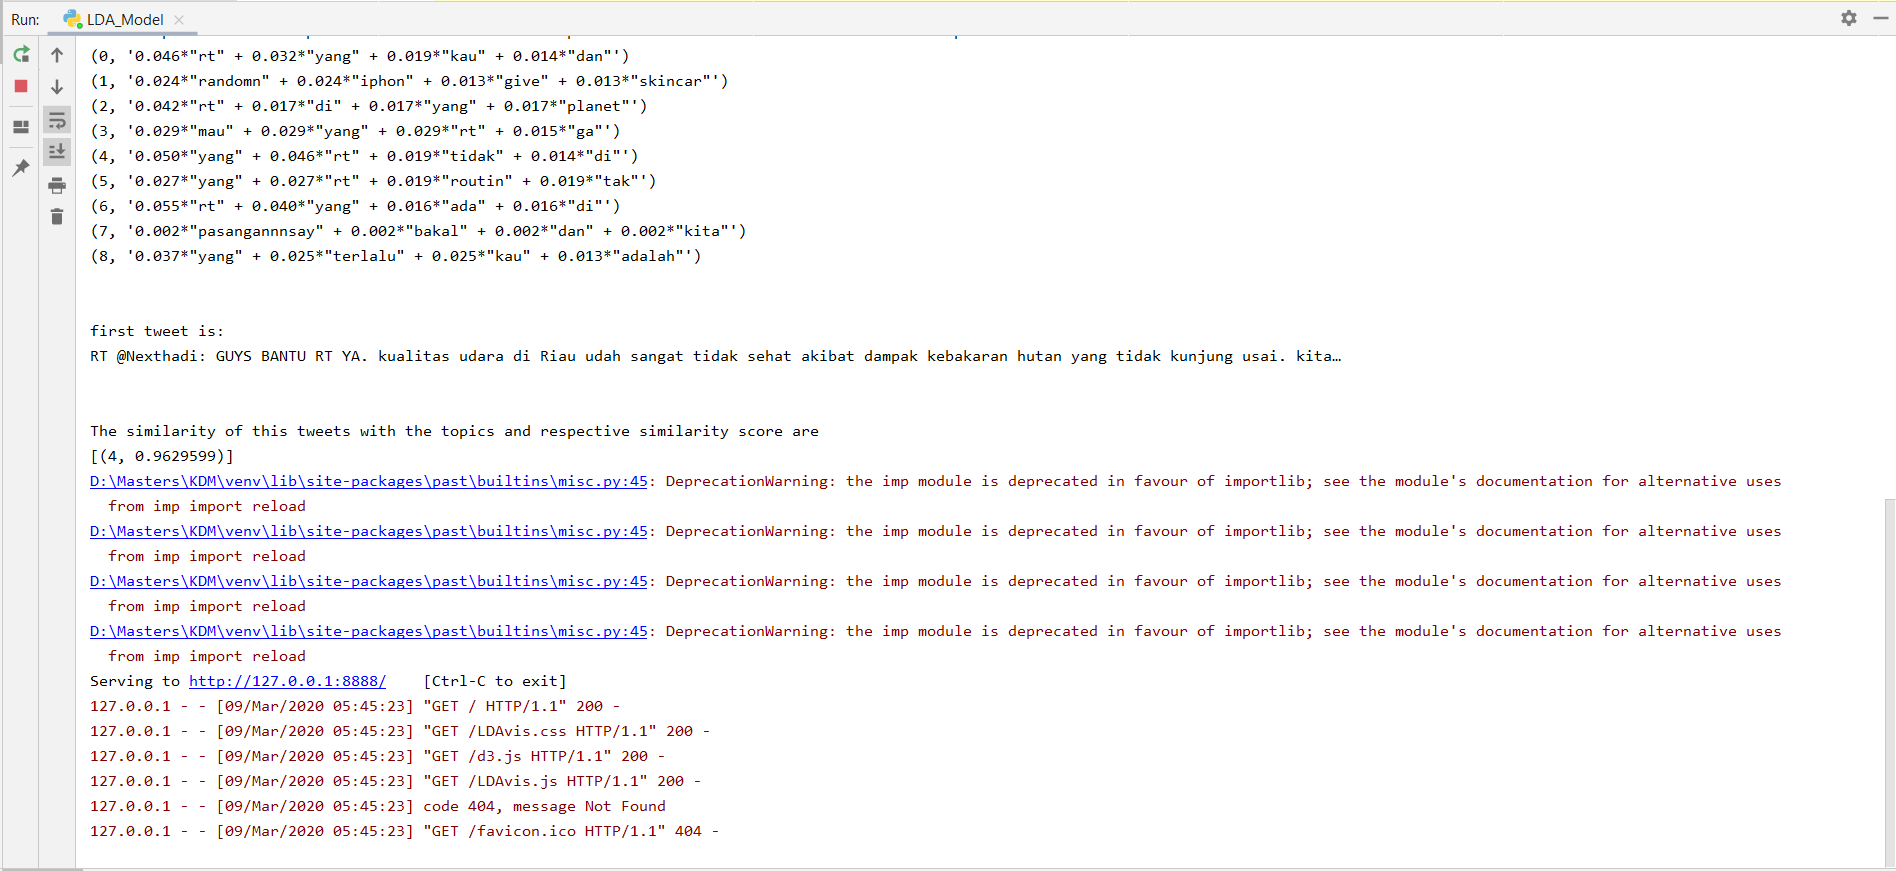 Run: LDA_Model
(0, '0.046*"rt" + 0.032*"yang" + 0.019*"kau" + 0.014*"dan"')
(1, '0.024*"randomn" + 0.024*"iphon" + 0.013*"give" + 0.013*"skincar"')
(2, '0.042*"rt" + 0.017*"di" + 0.017*"yang" + 0.017*"planet"')
(3, '0.029*"mau" + 0.029*"yang" + 0.029*"rt" + 0.015*"ga"')
(4, '0.050*"yang" + 0.046*"rt" + 0.019*"tidak" + 0.014*"di"')
(5, '0.027*"yang" + 0.027*"rt" + 0.019*"routin" + 0.019*"tak"')
(6, '0.055*"rt" + 0.040*"yang" + 0.016*"ada" + 0.016*"di"')
(7, '0.002*"pasangannnsay" + 0.002*"bakal" + 0.002*"dan" + 0.002*"kita"')
(8, '0.037*"yang" + 0.025*"terlalu" + 0.025*"kau" + 0.013*"adalah"')
first tweet is:
RT @Nexthadi: GUYS BANTU RT YA. kualitas udara di Riau udah sangat tidak sehat akibat dampak kebakaran hutan yang tidak kunjung usai. kita…
The similarity of this tweets with the topics and respective similarity score are
[(4, 0.9629599)]
D:\Masters\KDM\venv\lib\site-packages\past\builtins\misc.py:45: DeprecationWarning: the imp module is deprecated in favour of importlib; see the module's documentation for alternative uses
  from imp import reload
D:\Masters\KDM\venv\lib\site-packages\past\builtins\misc.py:45: DeprecationWarning: the imp module is deprecated in favour of importlib; see the module's documentation for alternative uses
  from imp import reload
D:\Masters\KDM\venv\lib\site-packages\past\builtins\misc.py:45: DeprecationWarning: the imp module is deprecated in favour of importlib; see the module's documentation for alternative uses
  from imp import reload
D:\Masters\KDM\venv\lib\site-packages\past\builtins\misc.py:45: DeprecationWarning: the imp module is deprecated in favour of importlib; see the module's documentation for alternative uses
  from imp import reload
Serving to http://127.0.0.1:8888/    [Ctrl-C to exit]
127.0.0.1 - - [09/Mar/2020 05:45:23] "GET / HTTP/1.1" 200 -
127.0.0.1 - - [09/Mar/2020 05:45:23] "GET /LDAvis.css HTTP/1.1" 200 -
127.0.0.1 - - [09/Mar/2020 05:45:23] "GET /d3.js HTTP/1.1" 200 -
127.0.0.1 - - [09/Mar/2020 05:45:23] "GET /LDAvis.js HTTP/1.1" 200 -
127.0.0.1 - - [09/Mar/2020 05:45:23] code 404, message Not Found
127.0.0.1 - - [09/Mar/2020 05:45:23] "GET /favicon.ico HTTP/1.1" 404 -